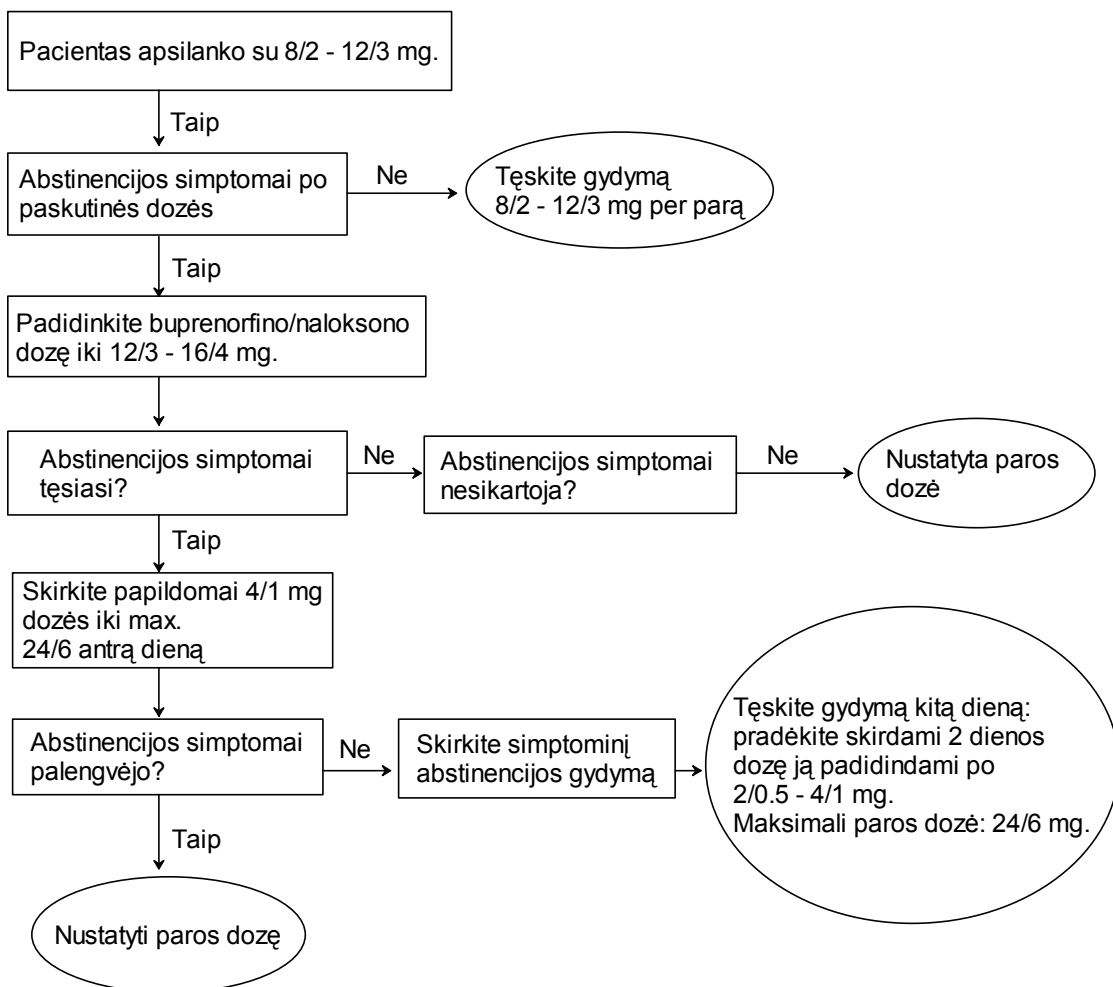 Pacientas apsilanko su 8/2 - 12/3 mg.
Taip
Abstinencijos simptomai po
paskutinės dozės
Ne
Tęskite gydymą
8/2 - 12/3 mg per parą
Taip
Padidinkite buprenorfino/naloksono
dozę iki 12/3 - 16/4 mg.
Abstinencijos simptomai
tęsiasi?
Ne
Abstinencijos simptomai
nesikartoja?
Ne
Nustatyta paros
dozė
Taip
Skirkite papildomai 4/1 mg
dozės iki max.
24/6 antrą dieną
Abstinencijos simptomai
palengvėjo?
Ne
Skirkite simptominį
abstinencijos gydymą
Tęskite gydymą kitą dieną:
pradėkite skirdami 2 dienos
dozę ją padidindami po
2/0.5 - 4/1 mg.
Maksimali paros dozė: 24/6 mg.
Taip
Nustatyti paros dozę